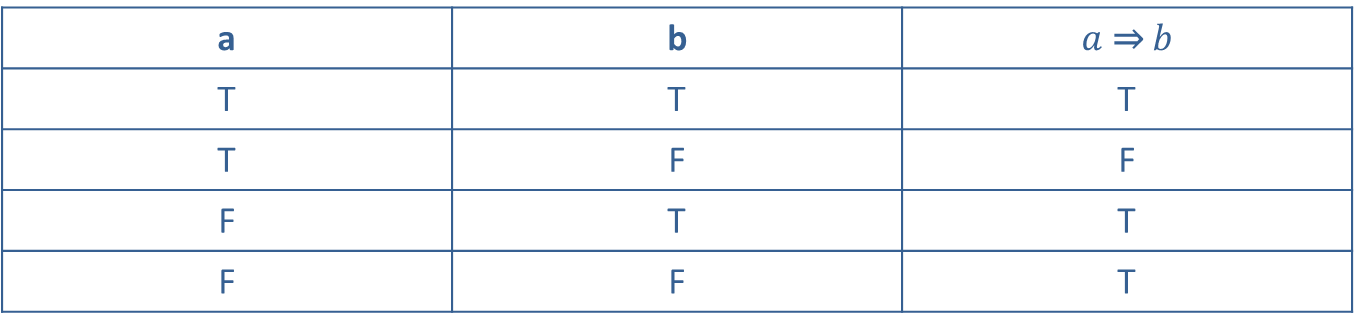 a b a ⇒ b
T T T
T F F
F T T
F F T